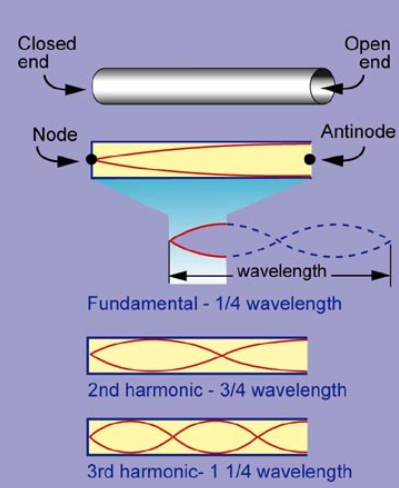 Closed
end
Open
end
Node
Antinode
wavelength
Fundamental - 1/4 wavelength
2nd harmonic - 3/4 wavelength
3rd harmonic- 1 1/4 wavelength